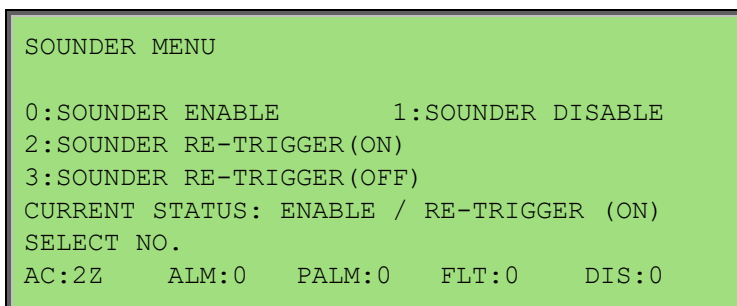 SOUNDER MENU
0:SOUNDER ENABLE 1:SOUNDER DISABLE
2:SOUNDER RE-TRIGGER(ON)
3:SOUNDER RE-TRIGGER(OFF)
CURRENT STATUS: ENABLE / RE-TRIGGER (ON)
SELECT NO.
AC:2Z ALM:0 PALM:0 FLT:0 DIS:0